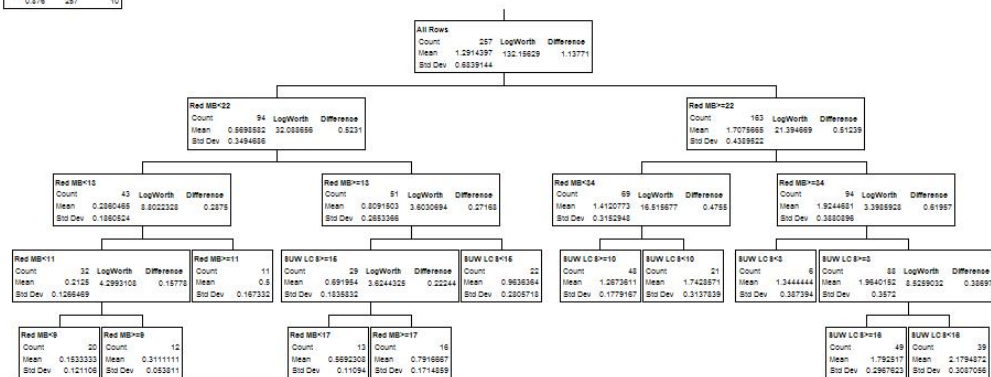 0.876 257 10
All Rows
Count 257 LogWorth Difference
Mean 1.2914397 132.15629 1.13771
Std Dev 0.6839144
Red MB<22
Count 94 LogWorth Difference
Mean 0.5698582 32.088656 0.5231
Std Dev 0.3494686
Red MB>=22
Count 163 LogWorth Difference
Mean 1.7075665 21.394669 0.51239
Std Dev 0.4389522
Red MB<13
Count 43 LogWorth Difference
Mean 0.2860465 8.8022328 0.2875
Std Dev 0.1860524
Red MB>=13
Count 51 LogWorth Difference
Mean 0.8091503 3.6030694 0.27168
Std Dev 0.2653366
Red MB<34
Count 69 LogWorth Difference
Mean 1.4120773 16.515677 0.4755
Std Dev 0.3152948
Red MB>=34
Count 94 LogWorth Difference
Mean 1.9244681 3.3985928 0.61957
Std Dev 0.3880896
Red MB<11
Count 32 LogWorth Difference
Mean 0.2125 4.2993108 0.15778
Std Dev 0.1266469
Red MB>=11
Count 11
Mean 0.5
Std Dev 0.167332
SUW LC S>=15
Count 29 LogWorth Difference
Mean 0.691954 3.6244325 0.22244
Std Dev 0.1835832
SUW LC S<15
Count 22
Mean 0.9636364
Std Dev 0.2805718
SUW LC S>=10
Count 48
Mean 1.2673611
Std Dev 0.1779167
SUW LC S<10
Count 21
Mean 1.7428571
Std Dev 0.3137839
SUW LC S<3
Count 6
Mean 1.3444444
Std Dev 0.387394
SUW LC S>=3
Count 88 LogWorth Difference
Mean 1.9640152 8.5259032 0.38697
Std Dev 0.3572
Red MB<9
Count 20
Mean 0.1533333
Std Dev 0.121106
Red MB>=9
Count 12
Mean 0.3111111
Std Dev 0.053811
Red MB<17
Count 13
Mean 0.5692308
Std Dev 0.11094
Red MB>=17
Count 16
Mean 0.7916667
Std Dev 0.1714859
SUW LC S>=16
Count 49
Mean 1.792517
Std Dev 0.2967623
SUW LC S<16
Count 39
Mean 2.1794872
Std Dev 0.3087056